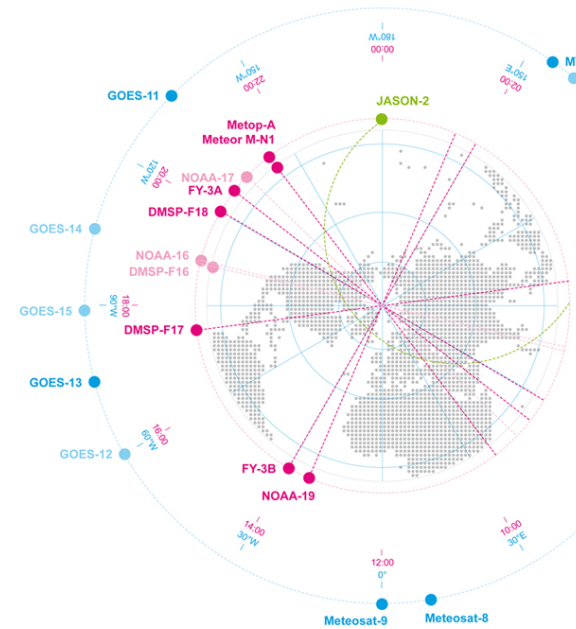 180°W
00:00
150°W
22:00
150°E
02:00
M
GOES-11
JASON-2
Metop-A
Meteor M-N1
120°W
20:00
NOAA-17
FY-3A
DMSP-F18
GOES-14
NOAA-16
DMSP-F16
GOES-15
90°W
18:00
DMSP-F17
GOES-13
16:00
60°W
GOES-12
FY-3B
NOAA-19
14:00
30°W
10:00
30°E
12:00
0°
Meteosat-9
Meteosat-8